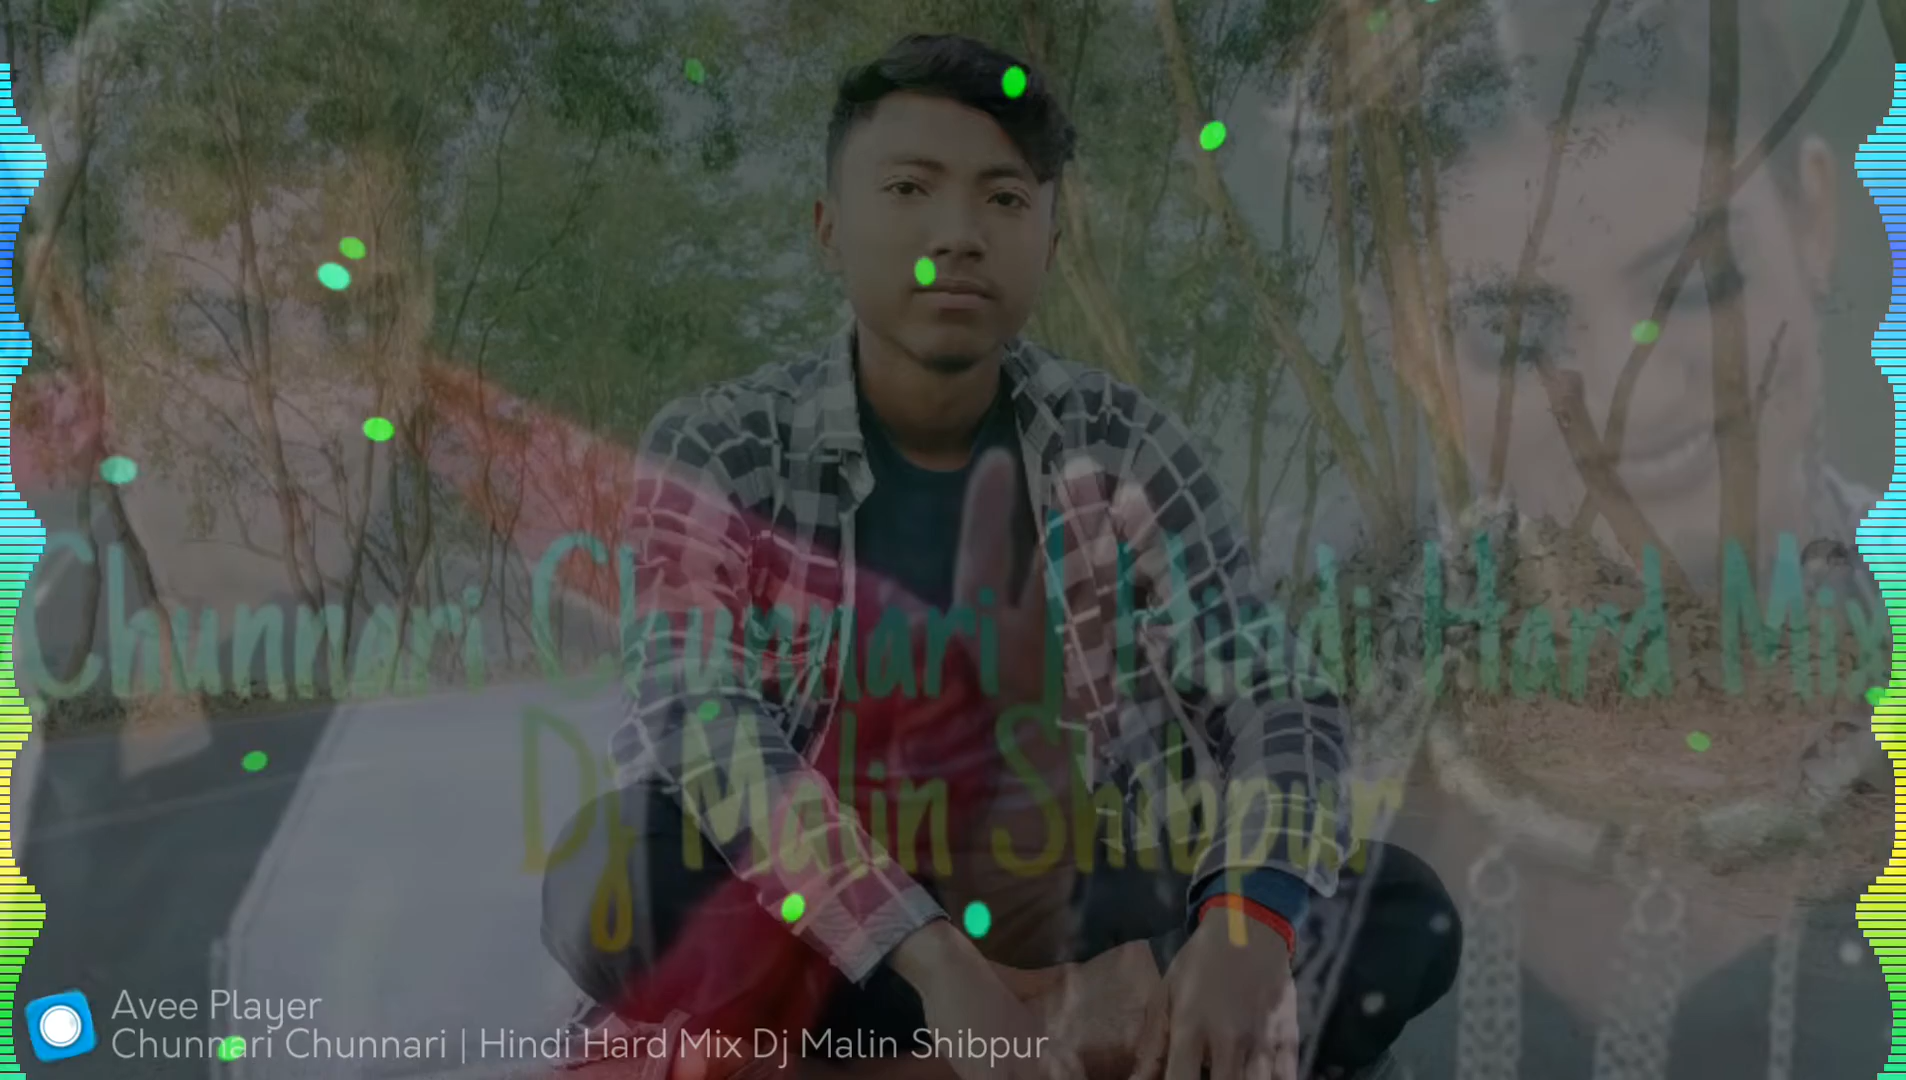 Chunnari Chunnari | Hindi Hard Mix
Dj Malin Shibpur
Avee Player
Chunnari Chunnari | Hindi Hard Mix Dj Malin Shibpur